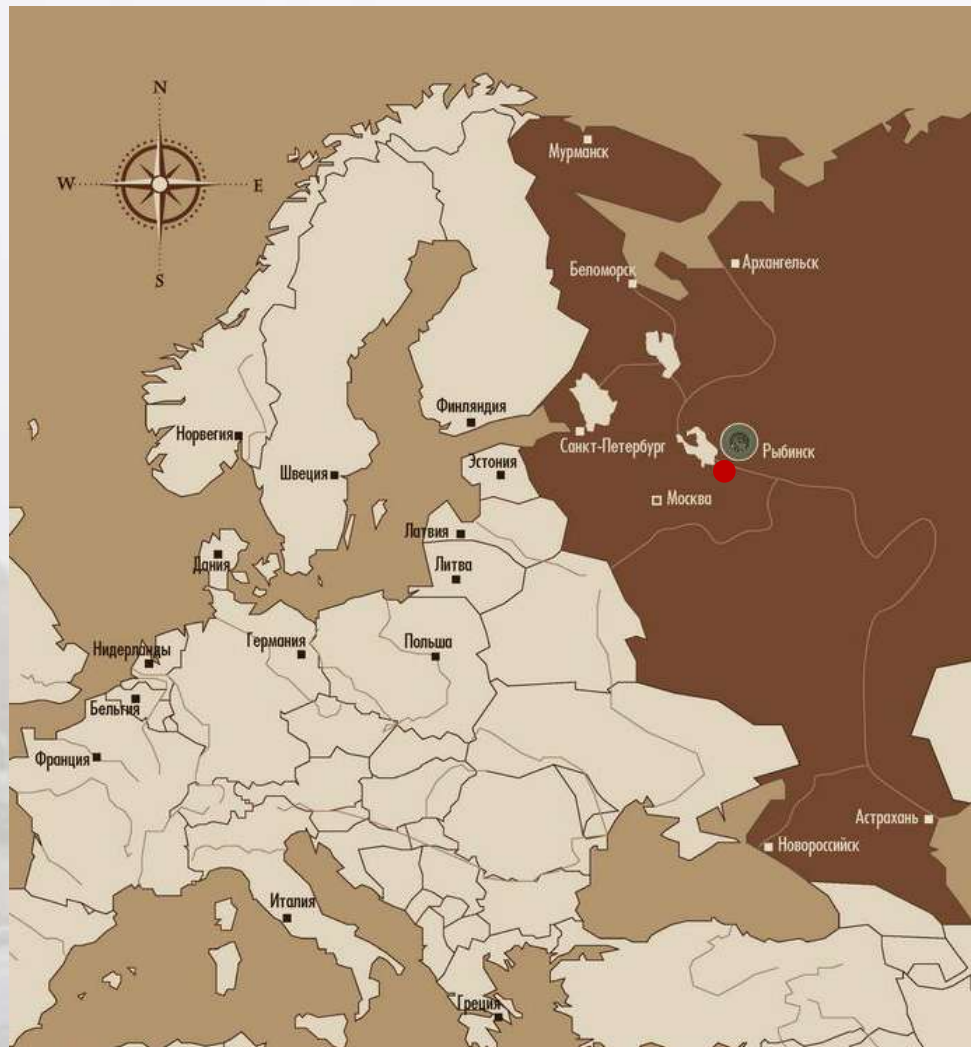 N
W
E
S
Мурманск
Архангельск
Беломорск
Финляндия
Норвегия
Санкт-Петербург
Рыбинск
Швеция
Эстония
Москва
Латвия
Дания
Литва
Нидерланды
Германия
Польша
Бельгия
Франция
Астрахань
Новороссийск
Италия
Греция